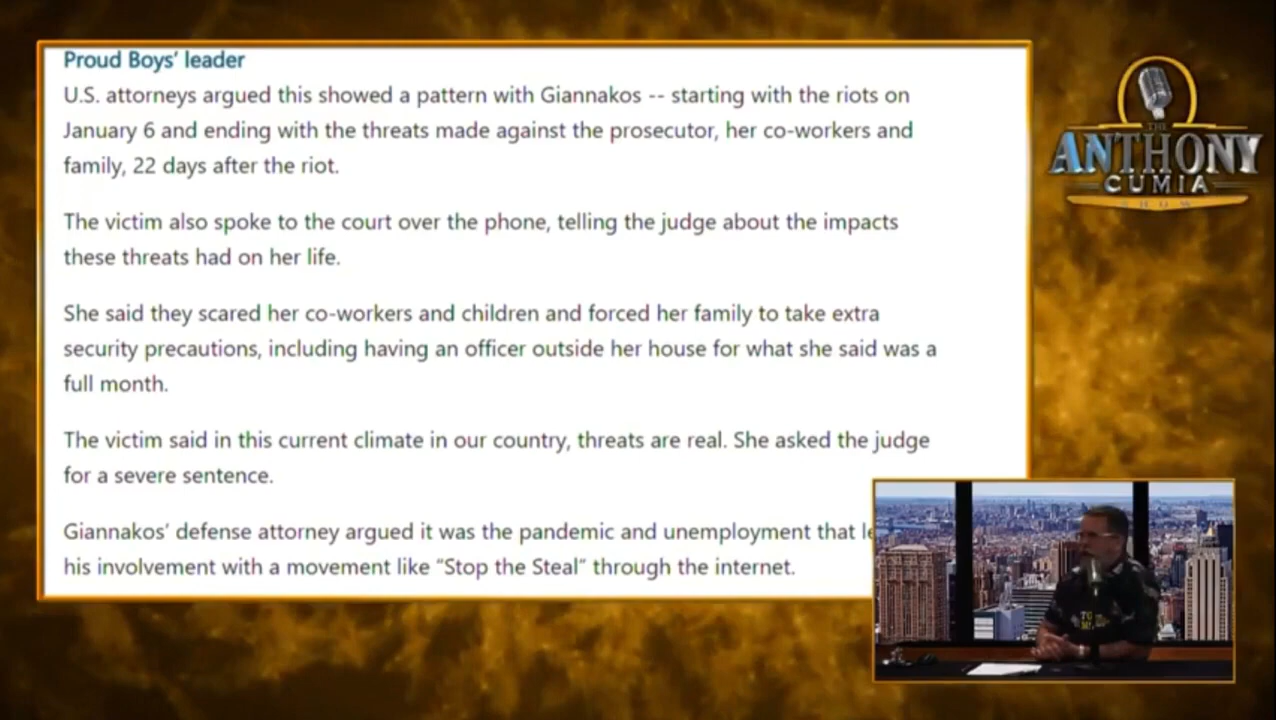 Proud Boys' leader
U.S. attorneys argued this showed a pattern with Giannakos -- starting with the riots on
January 6 and ending with the threats made against the prosecutor, her co-workers and
family, 22 days after the riot.
The victim also spoke to the court over the phone, telling the judge about the impacts
these threats had on her life.
She said they scared her co-workers and children and forced her family to take extra
security precautions, including having an officer outside her house for what she said was a
full month.
The victim said in this current climate in our country, threats are real. She asked the judge
for a severe sentence.
Giannakos' defense attorney argued it was the pandemic and unemployment that
his involvement with a movement like “Stop the Steal” through the internet.
THE
ANTHONY
CUMIA
SHOW